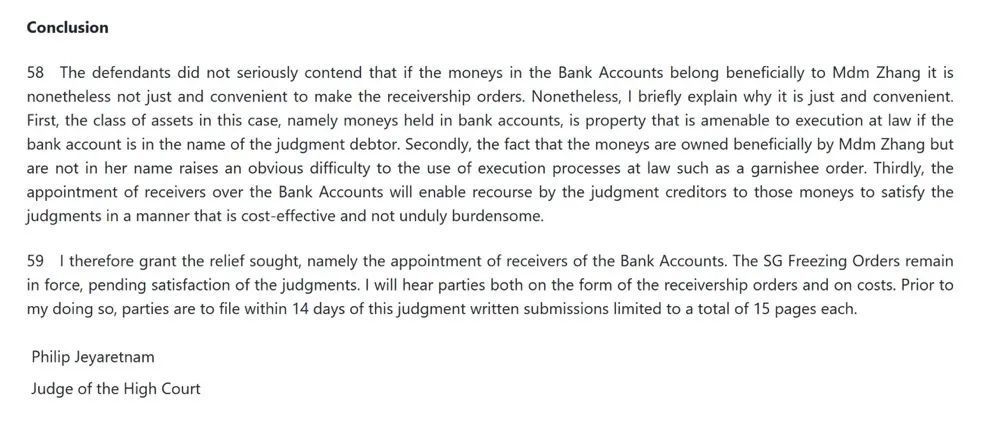 Conclusion
58 The defendants did not seriously contend that if the moneys in the Bank Accounts belong beneficially to Mdm Zhang it is
nonetheless not just and convenient to make the receivership orders. Nonetheless, I briefly explain why it is just and convenient.
First, the class of assets in this case, namely moneys held in bank accounts, is property that is amenable to execution at law if the
bank account is in the name of the judgment debtor. Secondly, the fact that the moneys are owned beneficially by Mdm Zhang but
are not in her name raises an obvious difficulty to the use of execution processes at law such as a garnishee order. Thirdly, the
appointment of receivers over the Bank Accounts will enable recourse by the judgment creditors to those moneys to satisfy the
judgments in a manner that is cost-effective and not unduly burdensome.
59 I therefore grant the relief sought, namely the appointment of receivers of the Bank Accounts. The SG Freezing Orders remain
in force, pending satisfaction of the judgments. I will hear parties both on the form of the receivership orders and on costs. Prior to
my doing so, parties are to file within 14 days of this judgment written submissions limited to a total of 15 pages each.
Philip Jeyaretnam
Judge of the High Court